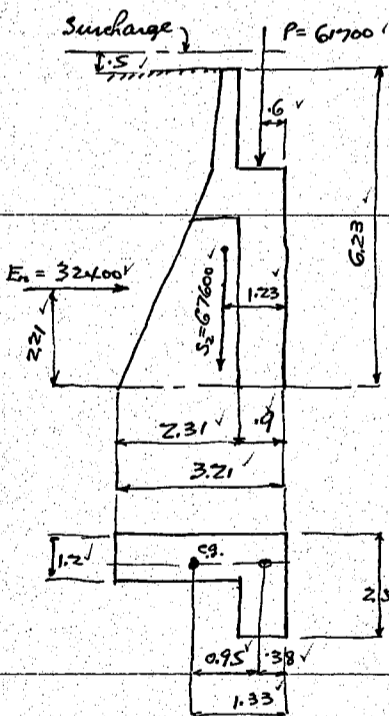 Surcharge
P = 61700
.5 ✓
.6 ✓
6.23
En = 32400 ✓
2.21
S₂ = 67600 ✓
1.23 ✓
2.31 ✓
.9
3.21 ✓
1.2 ✓
c.g.
2.3
0.95 ✓
.38 ✓
1.33 ✓